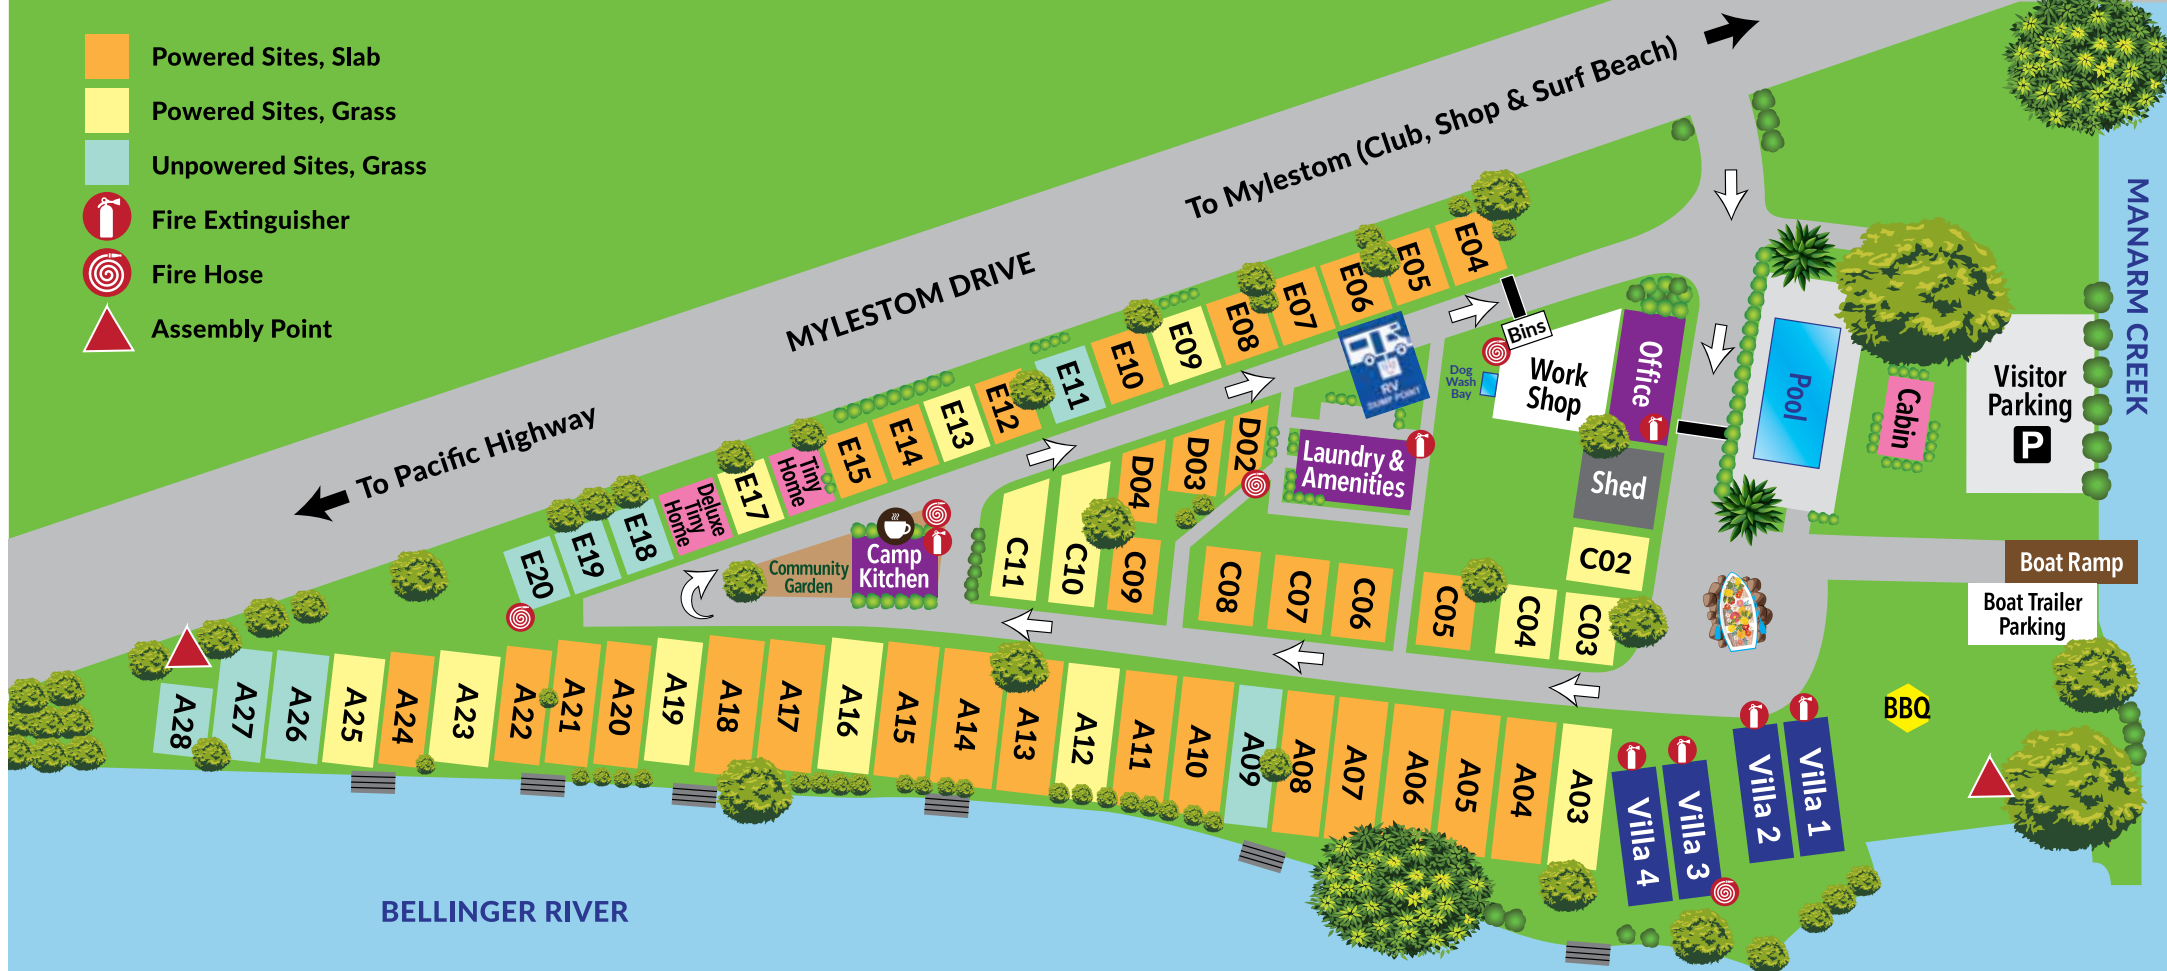 Powered Sites, Slab
Powered Sites, Grass
Unpowered Sites, Grass
Fire Extinguisher
Fire Hose
Assembly Point
To Mylestom (Club, Shop & Surf Beach)
MYLESTOM DRIVE
To Pacific Highway
MANARM CREEK
E04
E05
E06
E07
E08
E09
E10
E11
E12
E13
E14
E15
Tiny
Home
E17
Deluxe
Tiny
Home
E18
E19
E20
RV
DUMP POINT
Bins
Dog
Wash
Bay
Work
Shop
Office
Pool
Cabin
Visitor
Parking
P
Shed
Laundry &
Amenities
D02
D03
D04
Community
Garden
Camp
Kitchen
C11
C10
C09
C08
C07
C06
C05
C04
C03
C02
Boat Ramp
Boat Trailer
Parking
BBQ
A28
A27
A26
A25
A24
A23
A22
A21
A20
A19
A18
A17
A16
A15
A14
A13
A12
A11
A10
A09
A08
A07
A06
A05
A04
A03
Villa 4
Villa 3
Villa 2
Villa 1
BELLINGER RIVER